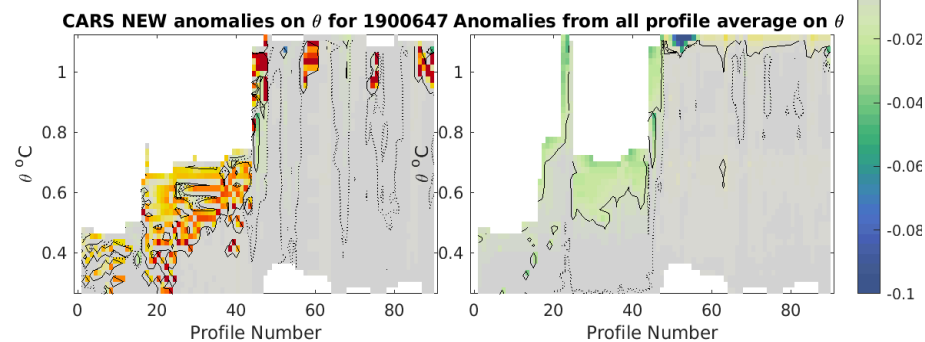 CARS NEW anomalies on θ for 1900647 Anomalies from all profile average on θ
1 1 -0.02
0.8 0.8 -0.04
θ °C θ °C
0.6 0.6 -0.06
0.4 0.4 -0.08
-0.1
0 20 40 60 80 0 20 40 60 80
Profile Number Profile Number